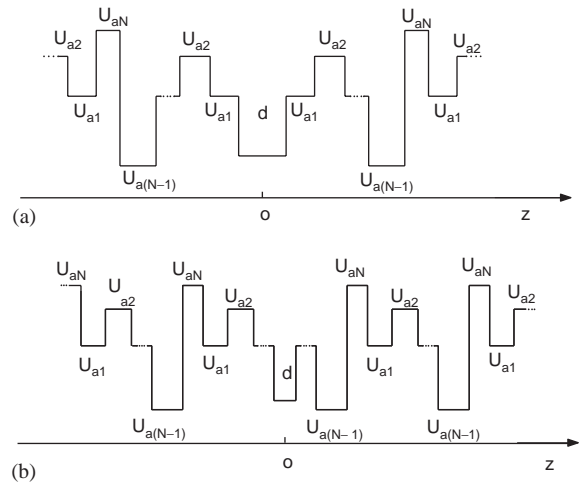 U_aN U_aN
U_a2 U_a2 U_a2 U_a2
U_a1 U_a1 d U_a1 U_a1
U_a(N−1) U_a(N−1)
o z
(a)
U_aN U_aN U_aN U_aN
U_a2 U_a2 U_a2 U_a2
U_a1 U_a1 d U_a1 U_a1
U_a(N−1) U_a(N−1) U_a(N−1)
o z
(b)